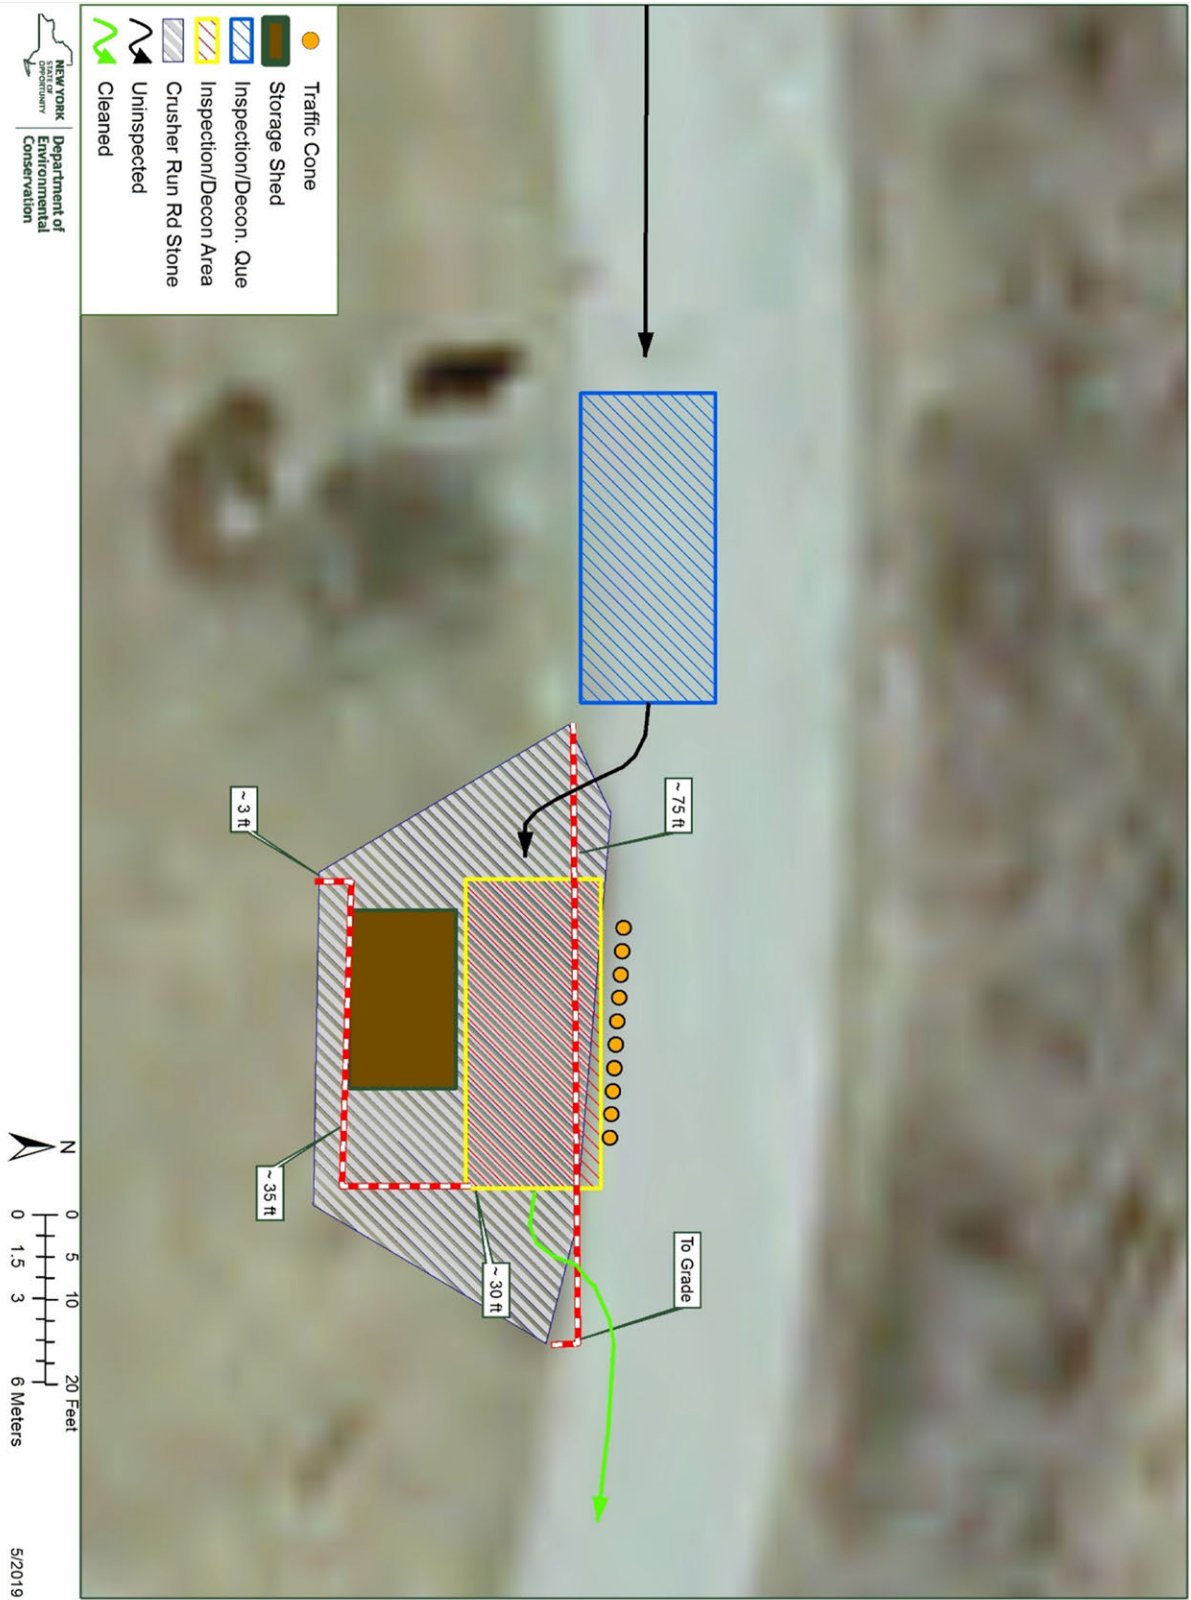 Traffic Cone
Storage Shed
Inspection/Decon. Que
Inspection/Decon Area
Crusher Run Rd Stone
Uninspected
Cleaned
NEW YORK
STATE OF
OPPORTUNITY
Department of
Environmental
Conservation
~ 75 ft
~ 3 ft
~ 35 ft
~ 30 ft
To Grade
N
0 5 10 20 Feet
0 1.5 3 6 Meters
5/2019